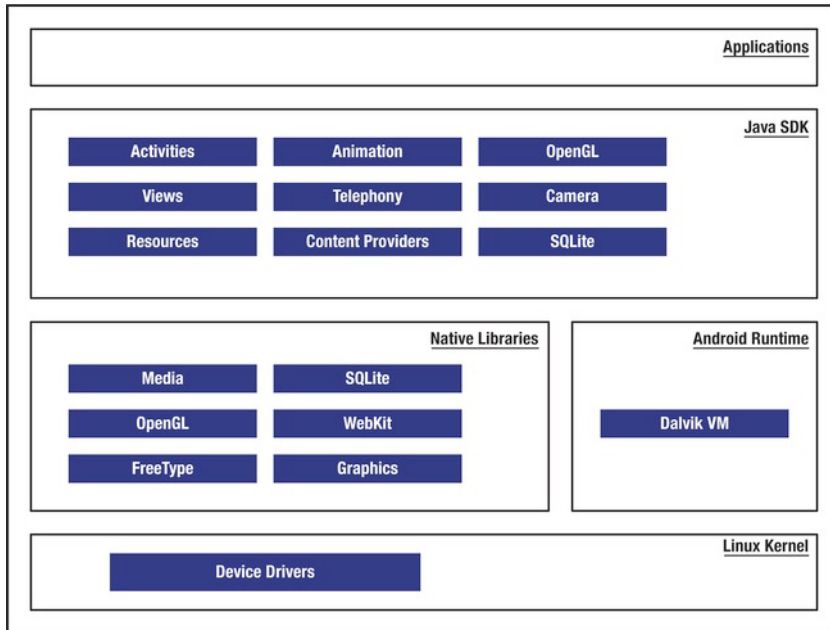 Applications
Java SDK
Activities
Animation
OpenGL
Views
Telephony
Camera
Resources
Content Providers
SQLite
Native Libraries
Media
SQLite
OpenGL
WebKit
FreeType
Graphics
Android Runtime
Dalvik VM
Linux Kernel
Device Drivers